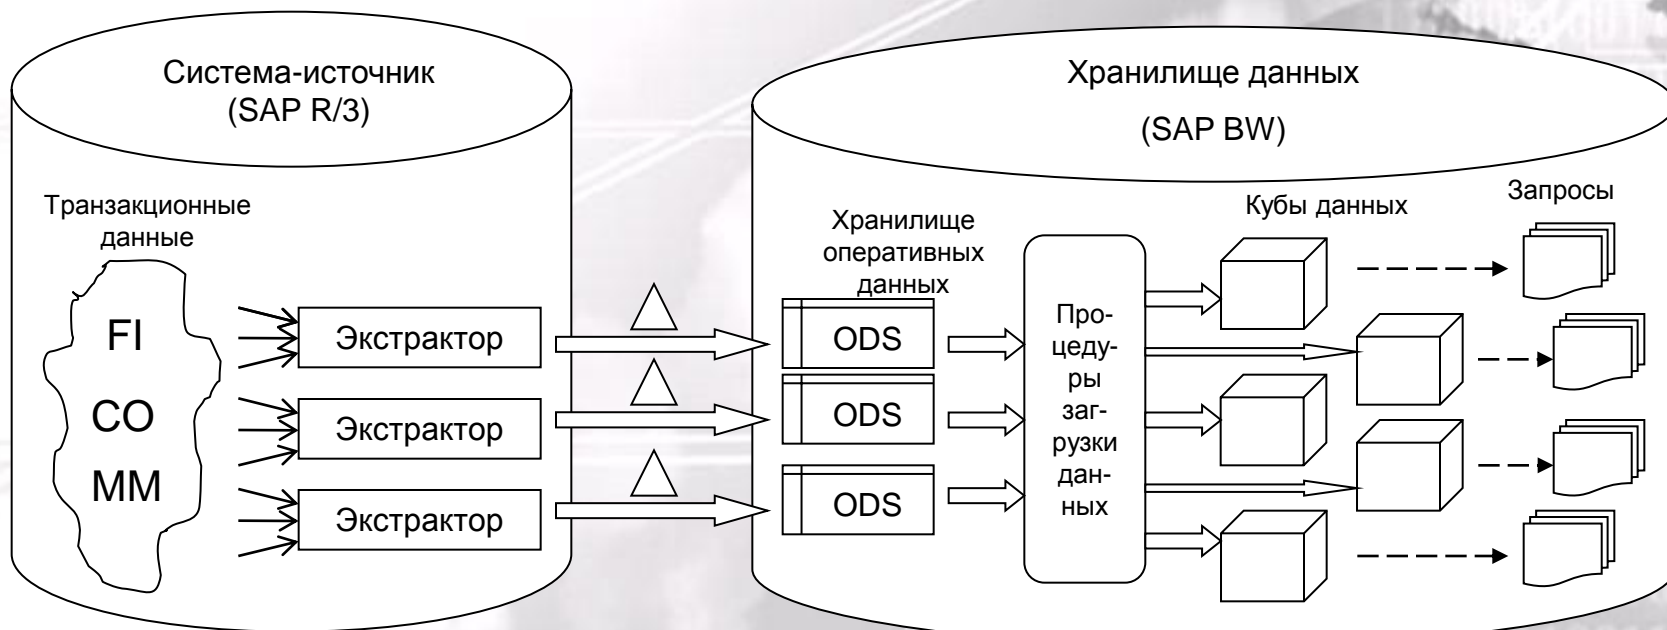 Система-источник
(SAP R/3)
Транзакционные
данные
FI
CO
MM
Экстрактор
Экстрактор
Экстрактор
Хранилище данных
(SAP BW)
Хранилище
оперативных
данных
ODS
ODS
ODS
Про-
цеду-
ры
заг-
рузки
дан-
ных
Кубы данных
Запросы